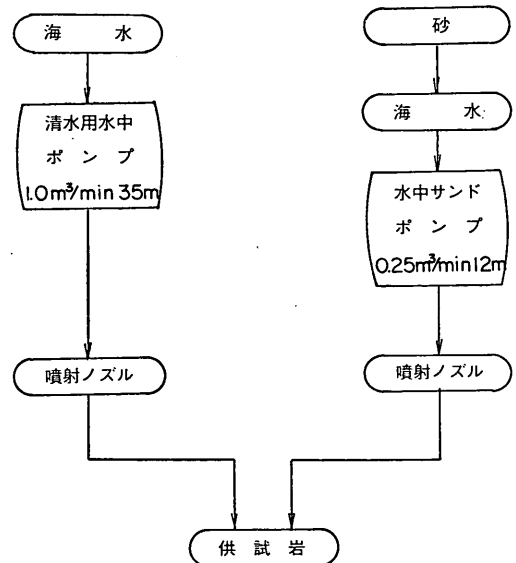 海 水
清水用水中
ポ ン プ
1.0m³/min 35m
噴射ノズル
砂
海 水
水中サンド
ポ ン プ
0.25m³/min 12m
噴射ノズル
供 試 岩